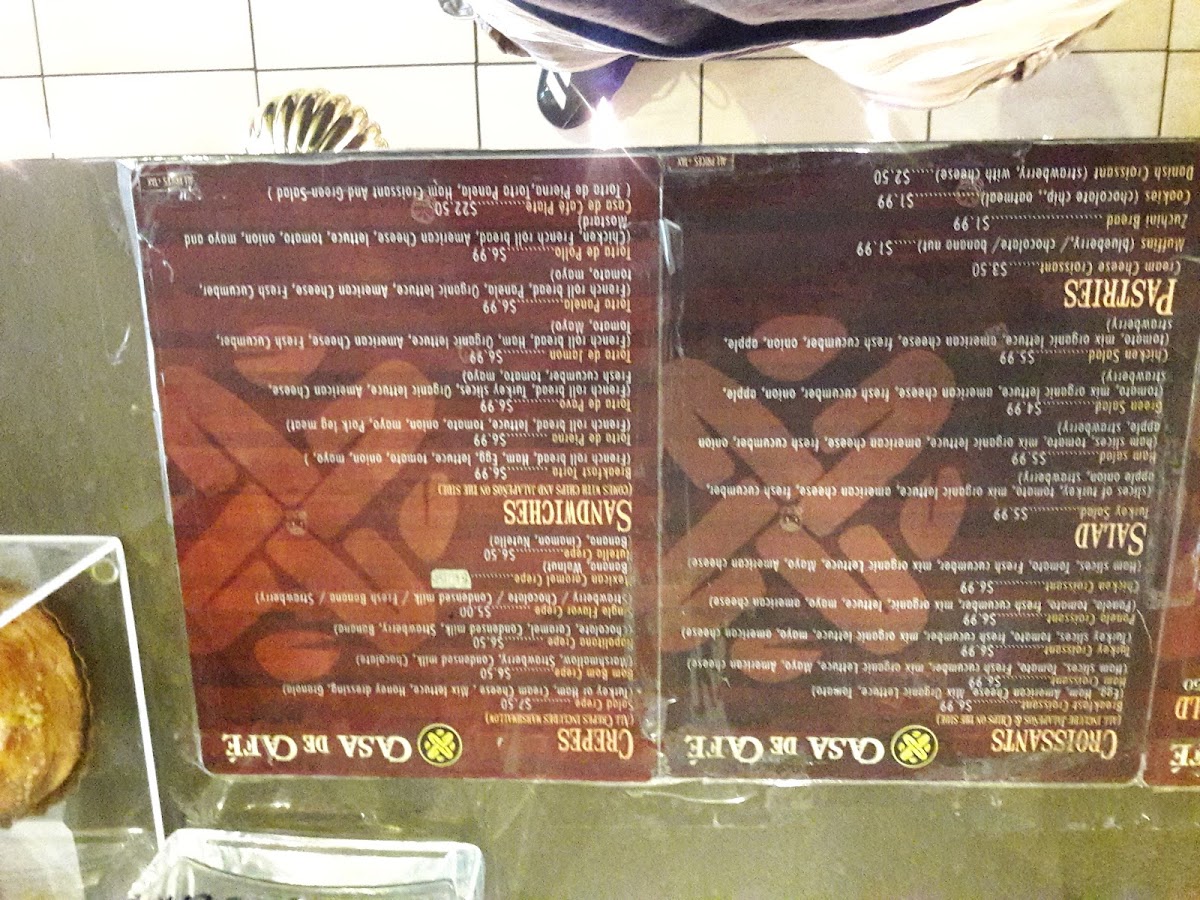 CROISSANTS CASA DE CAFÉ
(ALL INCLUDE JALAPEÑOS & CHIPS ON THE SIDE)
Breakfast Croissant..............$6.99
(Egg, Ham, American Cheese, Mix Organic Lettuce, Tomato)
Ham Croissant.............$6.99
(Ham slices, Tomato, Fresh cucumber, mix organic Lettuce, Mayo, American cheese)
Turkey Croissant..............$6.99
(Turkey slices, tomato, fresh cucumber, mix organic lettuce, mayo, american cheese)
Panela Croissant..............$6.99
(Panela, tomato, fresh cucumber, mix organic, lettuce, mayo, american cheese)
Chicken Croissant..............$6.99
(Ham slices, Tomato, Fresh cucumber, mix organic Lettuce, Mayo, American cheese)
SALAD
Turkey Salad..............$5.99
(slices of turkey, tomato, mix organic lettuce, american cheese, fresh cucumber,
apple onion, strawberry)
Ham salad..............$5.99
(ham slices, tomato, mix organic lettuce, american cheese, fresh cucumber, onion
apple, strawberry)
Green Salad..............$4.99
(tomato, mix organic lettuce, american cheese, fresh cucumber, onion, apple,
strawberry)
Chicken Salad..............$5.99
(tomato, mix organic lettuce, american cheese, fresh cucumber, onion, apple,
strawberry)
PASTRIES
Cream Cheese Croissant........$3.50
Muffins (blueberry,/ chocolate/ banana nut).....$1.99
Zuchini Bread ..............................$1.99
Cookies (chocolate chip,, oatmeal)..............$1.99
Danish Croissant (strawberry, with cheese).....$2.50
ALL PRICES + TAX
CREPES CASA DE CAFÉ
(ALL CREPES INCLUDE MARSHMALLOW)
Salad Crepe ..............$7.50
Turkey or Ham, Cream Cheese , Mix lettuce, Honey dressing, Granola)
Bom Bom Crepe..............$6.50
(Marshmallow, Strawberry, Condensed milk, Chocolate)
Napolitano Crepe..............$6.50
Chocolate, Caramel, Condensed milk, Strawberry, Banana)
Single Flavor Crepe..............$5.00
Strawberry / Chocolate / Condensed milk / Fresh Banana / Strawberry)
Mexican Caramel Crepe..............
Banana, Walnut)
Nutella Crepe..............$6.50
Banana, Cinamon, Nutella)
SANDWICHES
(COMES WITH CHIPS AND JALAPEÑOS ON THE SIDE)
Breakfast Torta ..............$6.99
(French roll bread, Ham, Egg, lettuce, tomato, onion, mayo, )
Torta de Pierna ..............$6.99
(French roll bread, lettuce, tomato, onion, mayo, Pork leg meat)
Torta de Pavo ..............$6.99
(French roll bread, Turkey slices, Organic lettuce, American Cheese,
Fresh cucumber, tomato, mayo)
Torta de Jamon ..............$6.99
(French roll bread, Ham, Organic lettuce, American Cheese, Fresh Cucumber,
Tomato, Mayo)
Torta Panela ..............$6.99
(French roll bread, Panela, Organic lettuce, American Cheese, Fresh Cucumber,
tomato, mayo)
Torta de Pollo..............$6.99
(Chicken, French roll, bread, American Cheese, lettuce, tomato, onion, mayo and
Mostard)
Casa de Café Plate ..............$22.50
( Torta de Pierna, Torta Panela, Ham Croissant And Green-Salad )
ALL PRICES + TAX